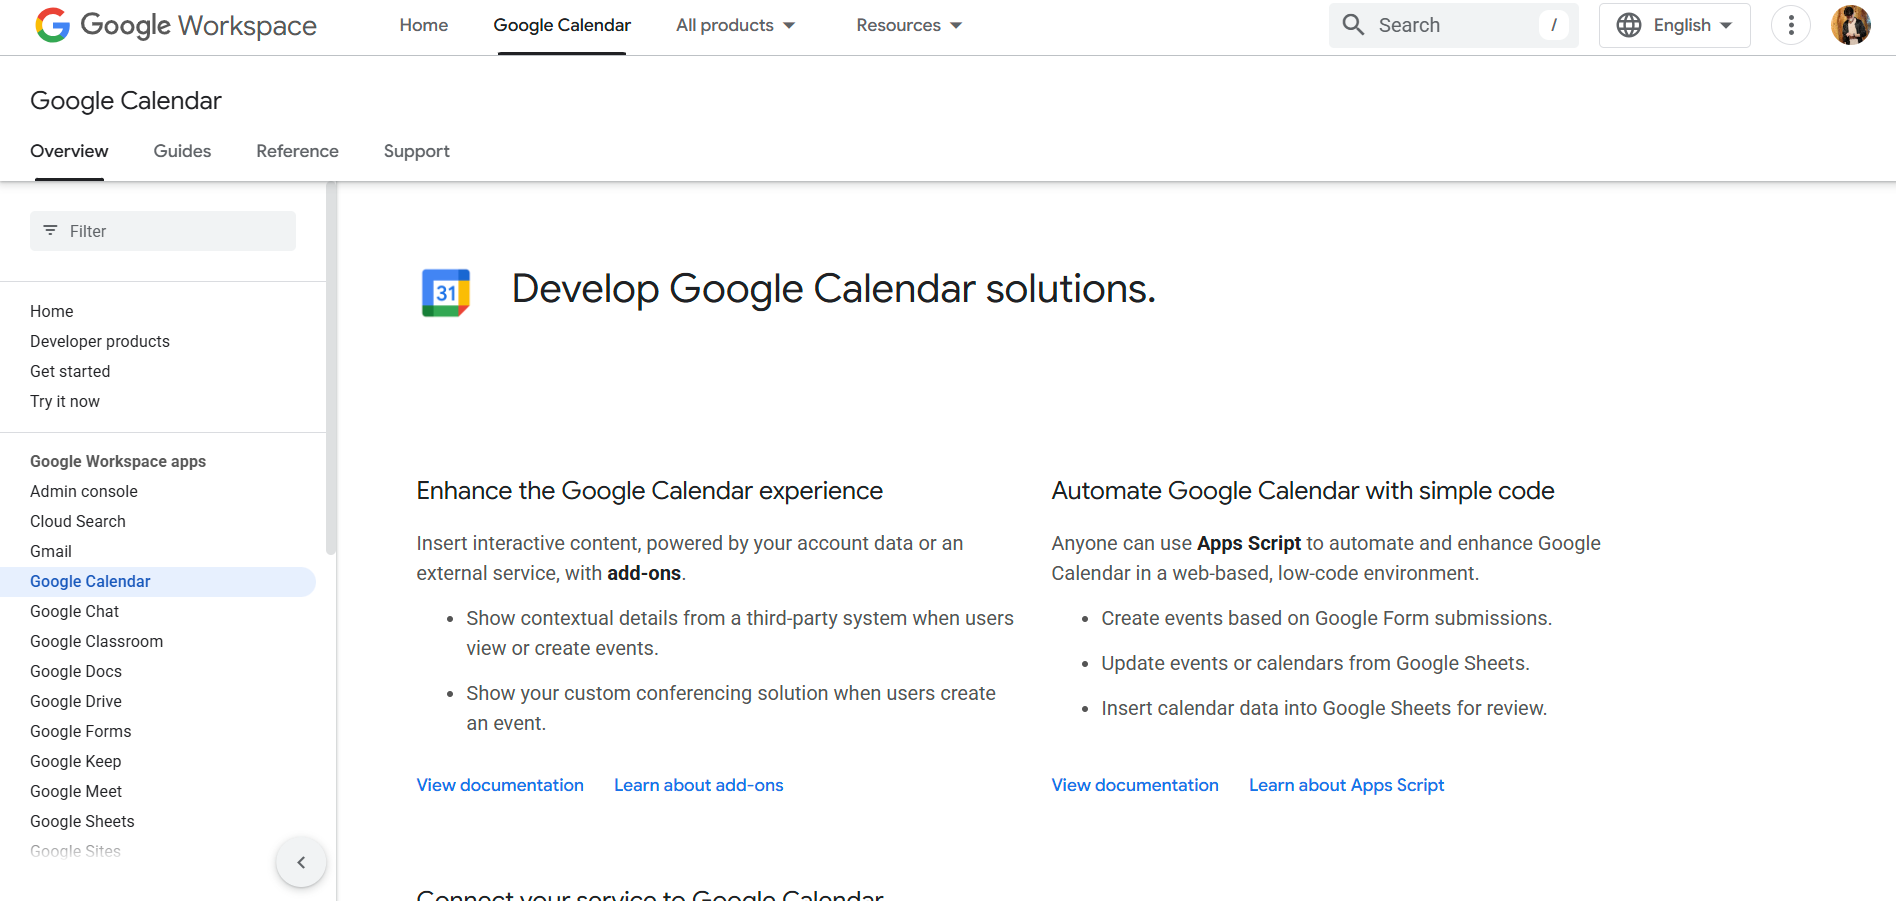 Google Workspace
Home
Google Calendar
All products
Resources
Search
/
English
Google Calendar
Overview
Guides
Reference
Support
Filter
Home
Developer products
Get started
Try it now
Google Workspace apps
Admin console
Cloud Search
Gmail
Google Calendar
Google Chat
Google Classroom
Google Docs
Google Drive
Google Forms
Google Keep
Google Meet
Google Sheets
Google Sites
31
Develop Google Calendar solutions.
Enhance the Google Calendar experience
Insert interactive content, powered by your account data or an
external service, with add-ons.
• Show contextual details from a third-party system when users
view or create events.
• Show your custom conferencing solution when users create
an event.
View documentation
Learn about add-ons
Automate Google Calendar with simple code
Anyone can use Apps Script to automate and enhance Google
Calendar in a web-based, low-code environment.
• Create events based on Google Form submissions.
• Update events or calendars from Google Sheets.
• Insert calendar data into Google Sheets for review.
View documentation
Learn about Apps Script
Connect your service to Google Calendar